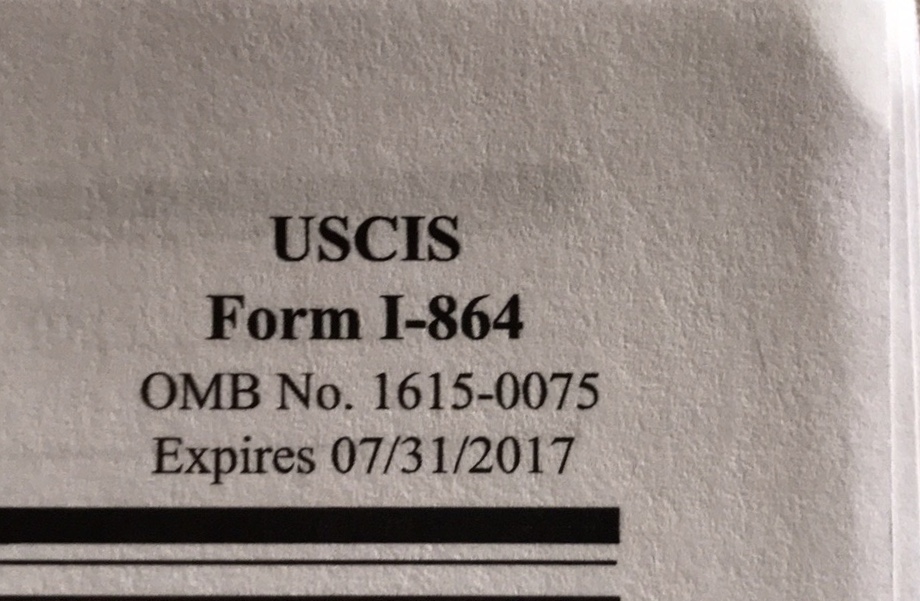 USCIS
Form I-864
OMB No. 1615-0075
Expires 07/31/2017